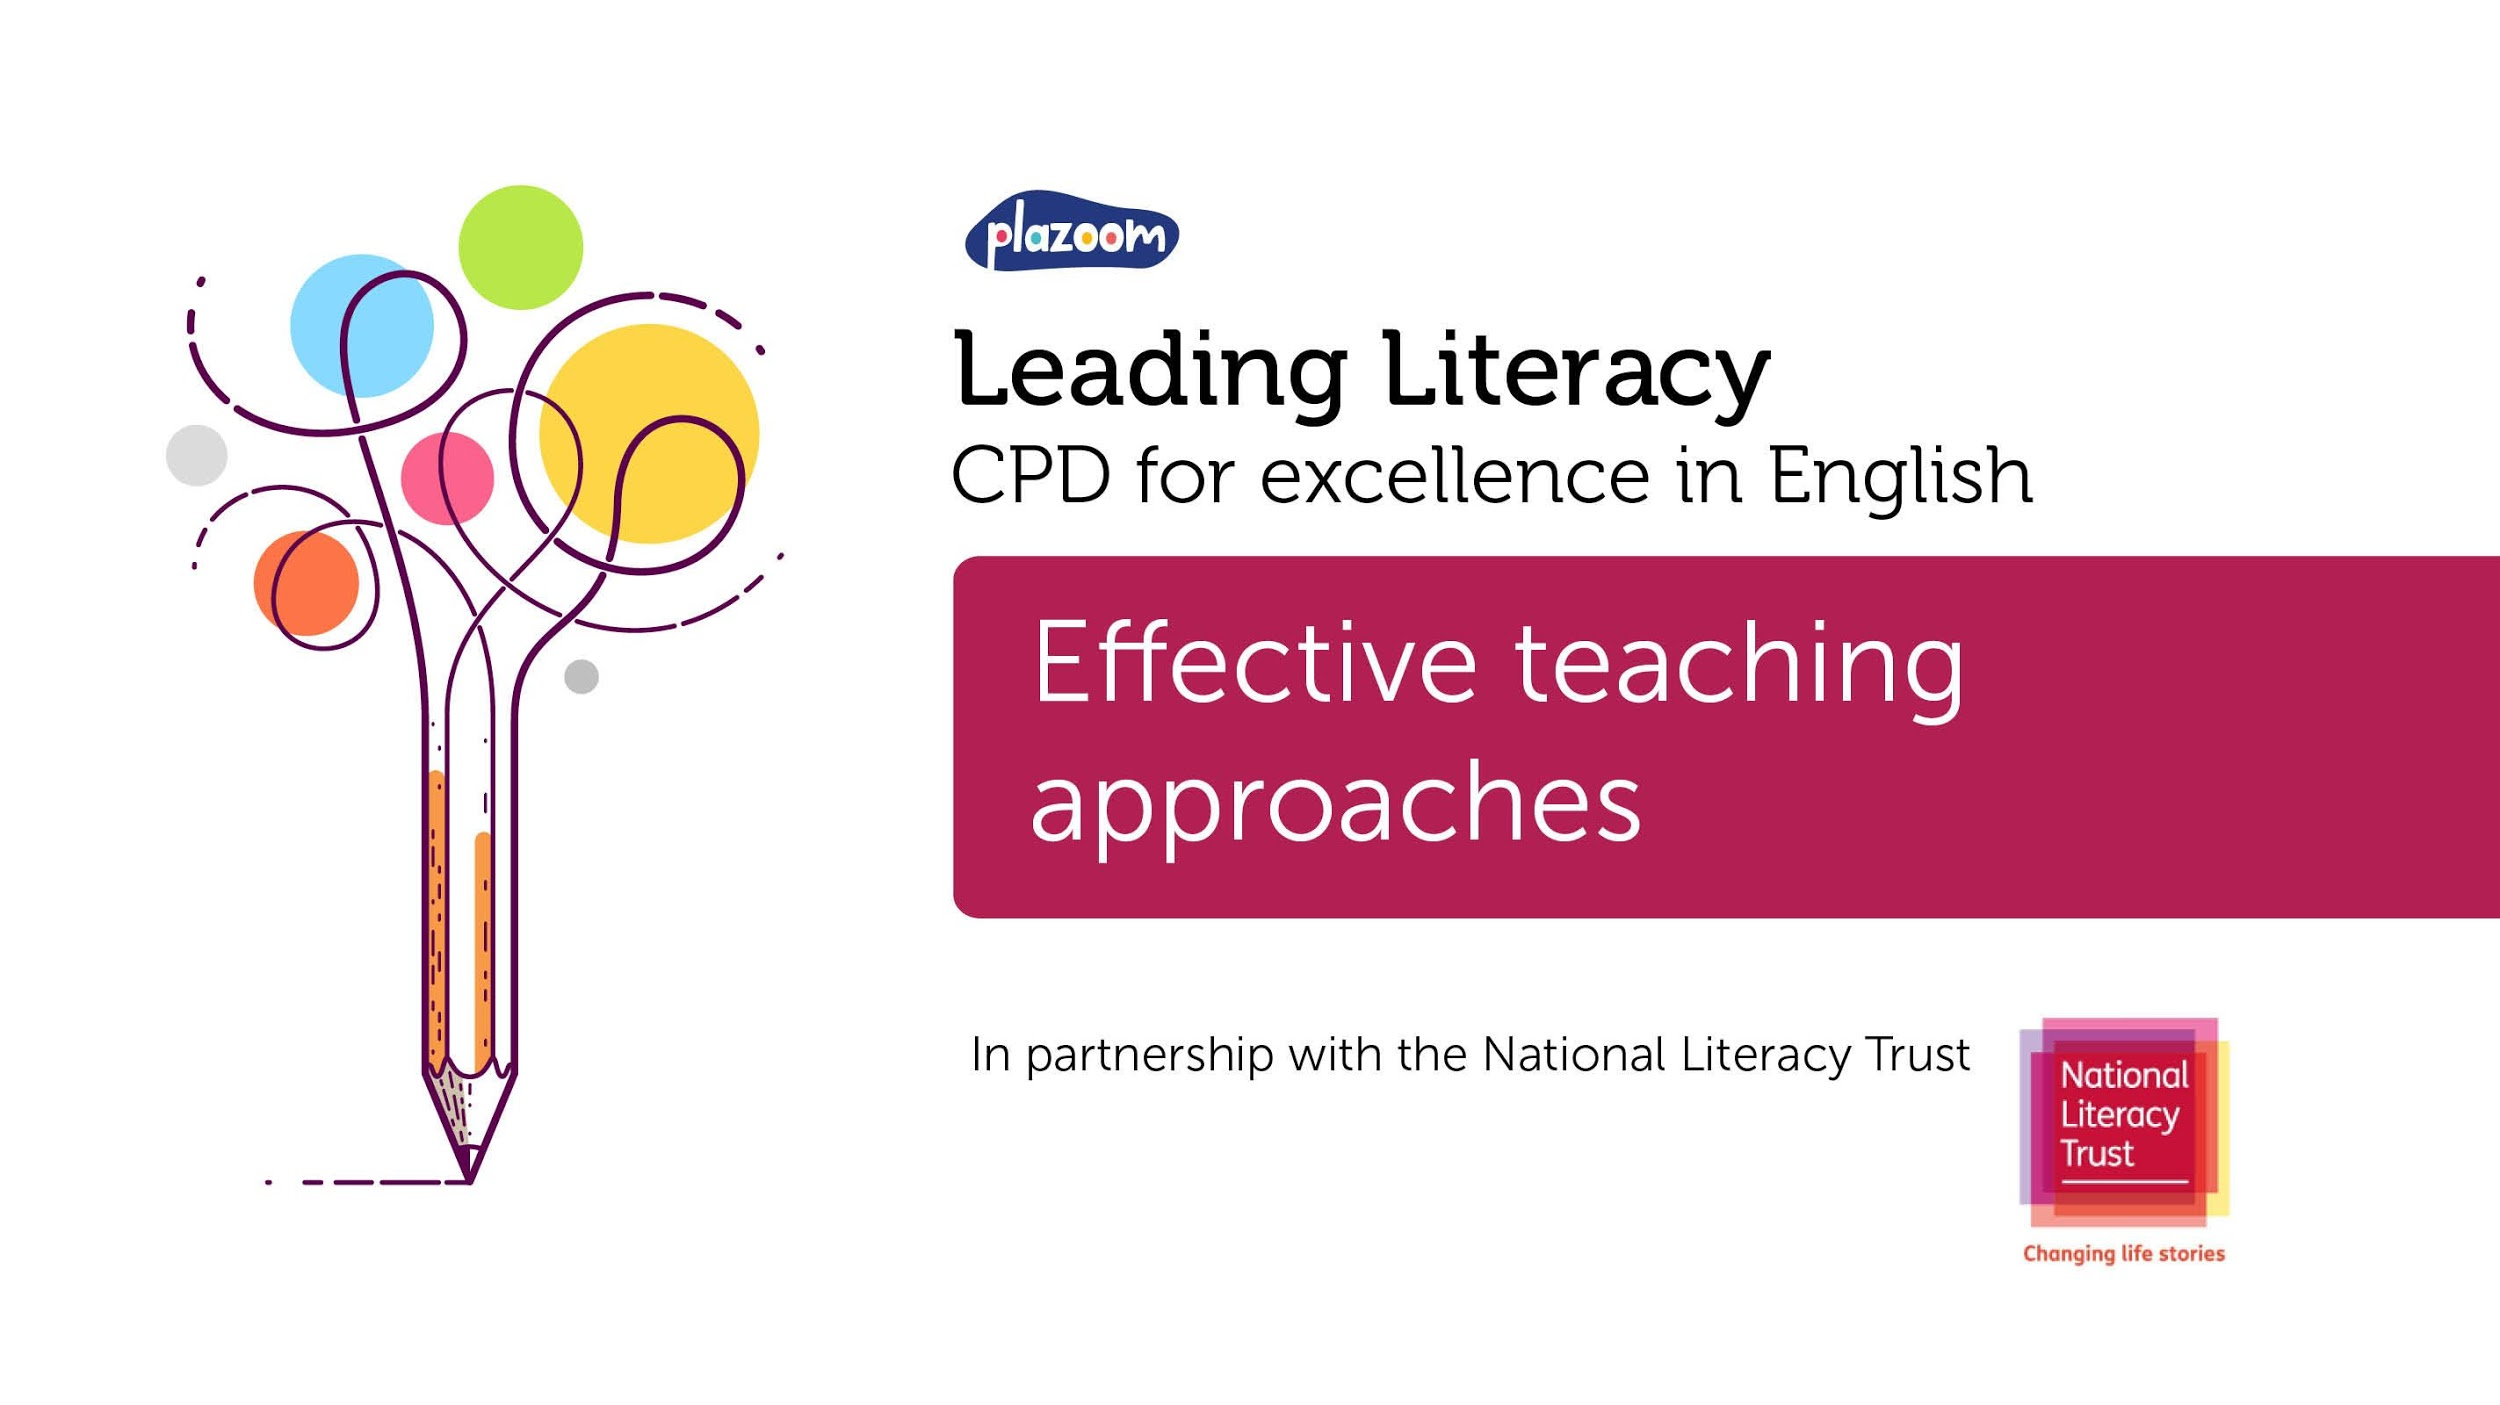 plazoom
Leading Literacy
CPD for excellence in English
Effective teaching
approaches
In partnership with the National Literacy Trust
National
Literacy
Trust
Changing life stories